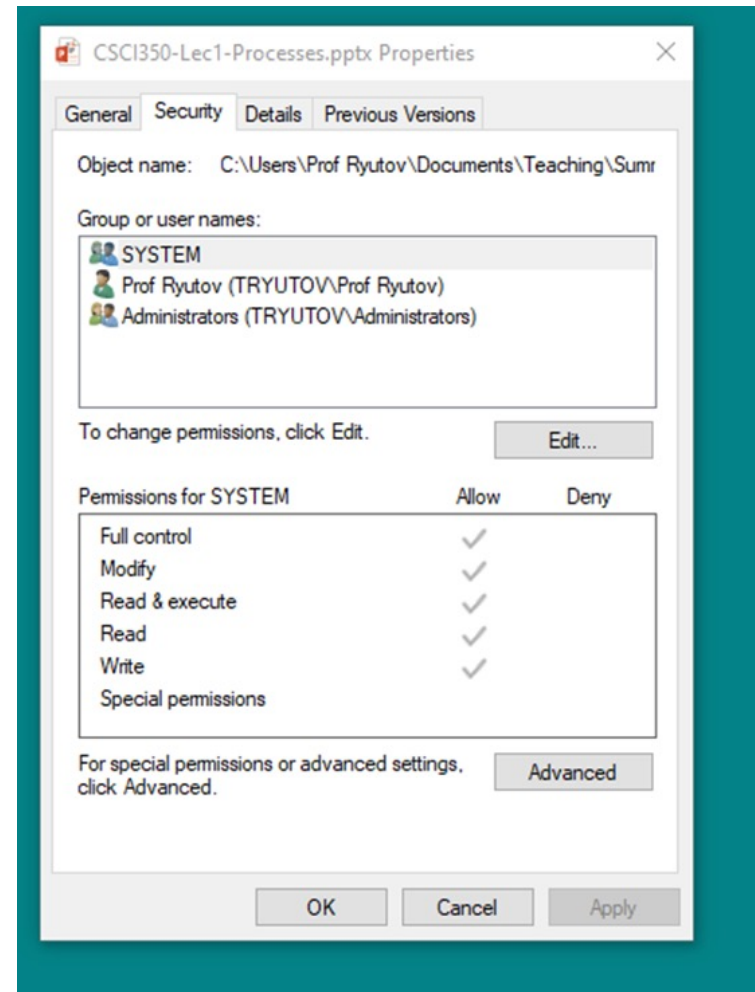 CSCI350-Lec1-Processes.pptx Properties
General Security Details Previous Versions
Object name: C:\Users\Prof Ryutov\Documents\Teaching\Sumr
Group or user names:
SYSTEM
Prof Ryutov (TRYUTOV\Prof Ryutov)
Administrators (TRYUTOV\Administrators)
To change permissions, click Edit.
Edit...
Permissions for SYSTEM Allow Deny
Full control
Modify
Read & execute
Read
Write
Special permissions
For special permissions or advanced settings,
click Advanced.
Advanced
OK Cancel Apply